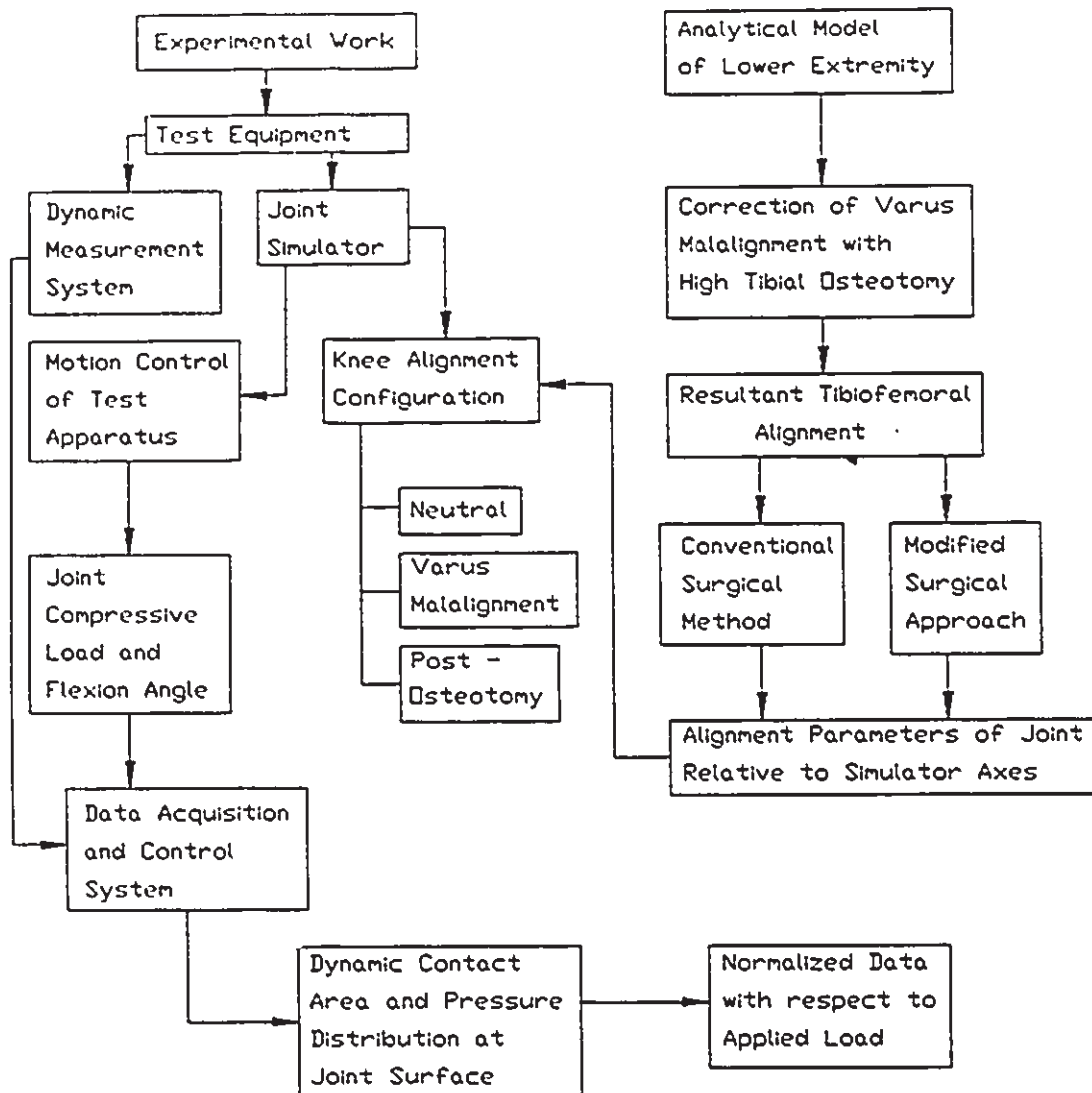 Experimental Work
Test Equipment
Dynamic
Measurement
System
Joint
Simulator
Motion Control
of Test
Apparatus
Knee Alignment
Configuration
Neutral
Varus
Malalignment
Post -
Osteotomy
Joint
Compressive
Load and
Flexion Angle
Data Acquisition
and Control
System
Dynamic Contact
Area and Pressure
Distribution at
Joint Surface
Normalized Data
with respect to
Applied Load
Analytical Model
of Lower Extremity
Correction of Varus
Malalignment with
High Tibial Osteotomy
Resultant Tibiofemoral
Alignment
Conventional
Surgical
Method
Modified
Surgical
Approach
Alignment Parameters of Joint
Relative to Simulator Axes